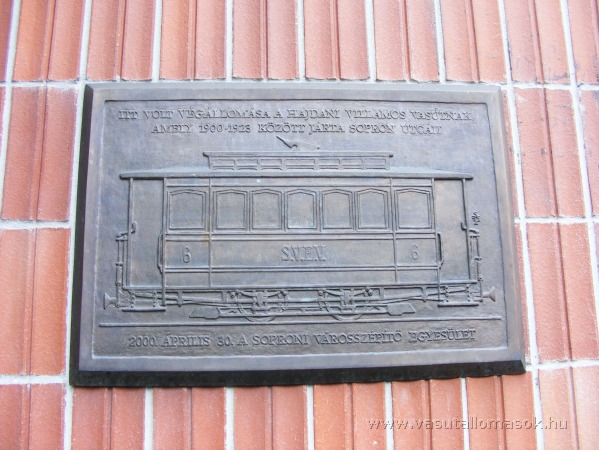 ITT VOLT VÉGÁLLOMÁSA A HAJDANI VILLAMOS VASÚTNAK,
AMELY 1900-1923 KÖZÖTT JÁRTA SOPRON UTCÁIT
6 S.V.É.V. 6
2000. ÁPRILIS 30. A SOPRONI VÁROSSZÉPÍTŐ EGYESÜLET
www.vasutallomasok.hu